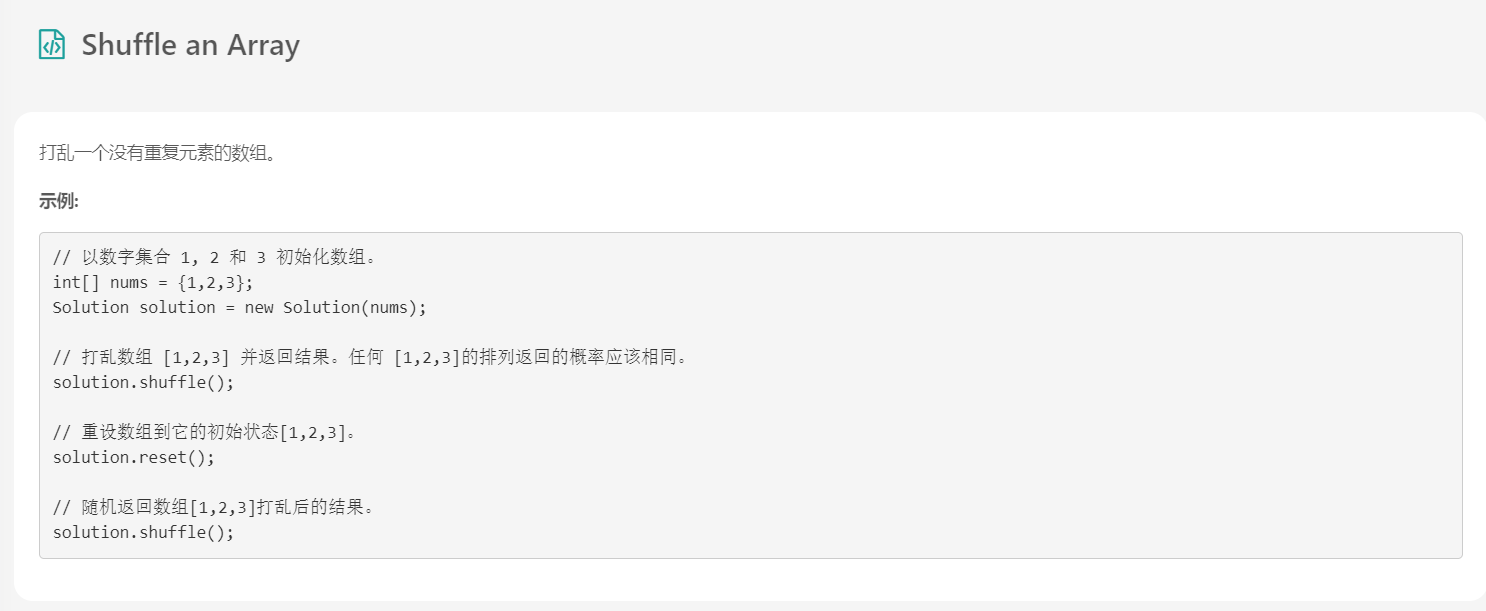 Shuffle an Array
打乱一个没有重复元素的数组。
示例:
// 以数字集合 1, 2 和 3 初始化数组。
int[] nums = {1,2,3};
Solution solution = new Solution(nums);
// 打乱数组 [1,2,3] 并返回结果。任何 [1,2,3]的排列返回的概率应该相同。
solution.shuffle();
// 重设数组到它的初始状态[1,2,3]。
solution.reset();
// 随机返回数组[1,2,3]打乱后的结果。
solution.shuffle();